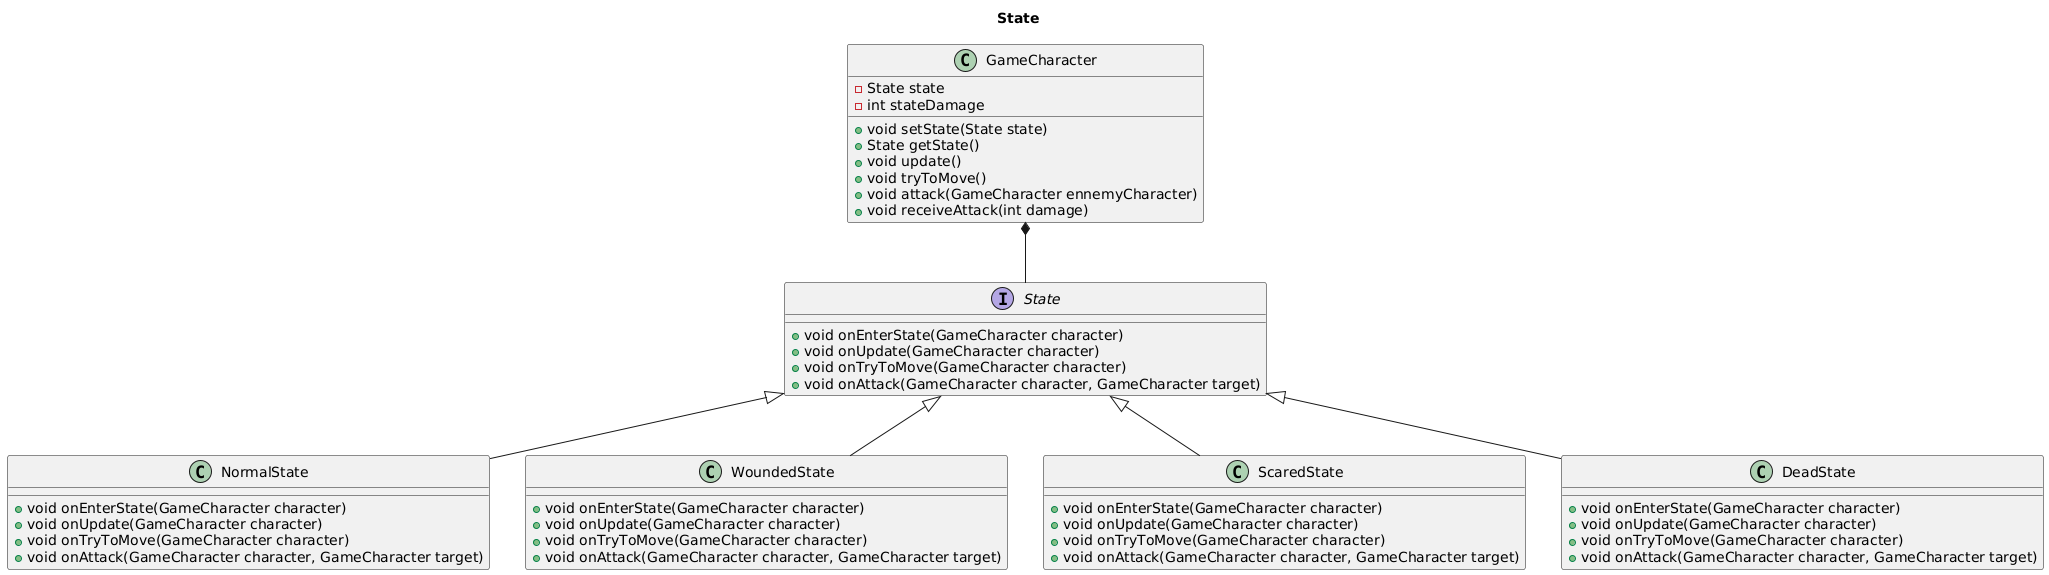 State
C GameCharacter
State state
int stateDamage
void setState(State state)
State getState()
void update()
void tryToMove()
void attack(GameCharacter ennemyCharacter)
void receiveAttack(int damage)
I State
void onEnterState(GameCharacter character)
void onUpdate(GameCharacter character)
void onTryToMove(GameCharacter character)
void onAttack(GameCharacter character, GameCharacter target)
C NormalState
void onEnterState(GameCharacter character)
void onUpdate(GameCharacter character)
void onTryToMove(GameCharacter character)
void onAttack(GameCharacter character, GameCharacter target)
C WoundedState
void onEnterState(GameCharacter character)
void onUpdate(GameCharacter character)
void onTryToMove(GameCharacter character)
void onAttack(GameCharacter character, GameCharacter target)
C ScaredState
void onEnterState(GameCharacter character)
void onUpdate(GameCharacter character)
void onTryToMove(GameCharacter character)
void onAttack(GameCharacter character, GameCharacter target)
C DeadState
void onEnterState(GameCharacter character)
void onUpdate(GameCharacter character)
void onTryToMove(GameCharacter character)
void onAttack(GameCharacter character, GameCharacter target)